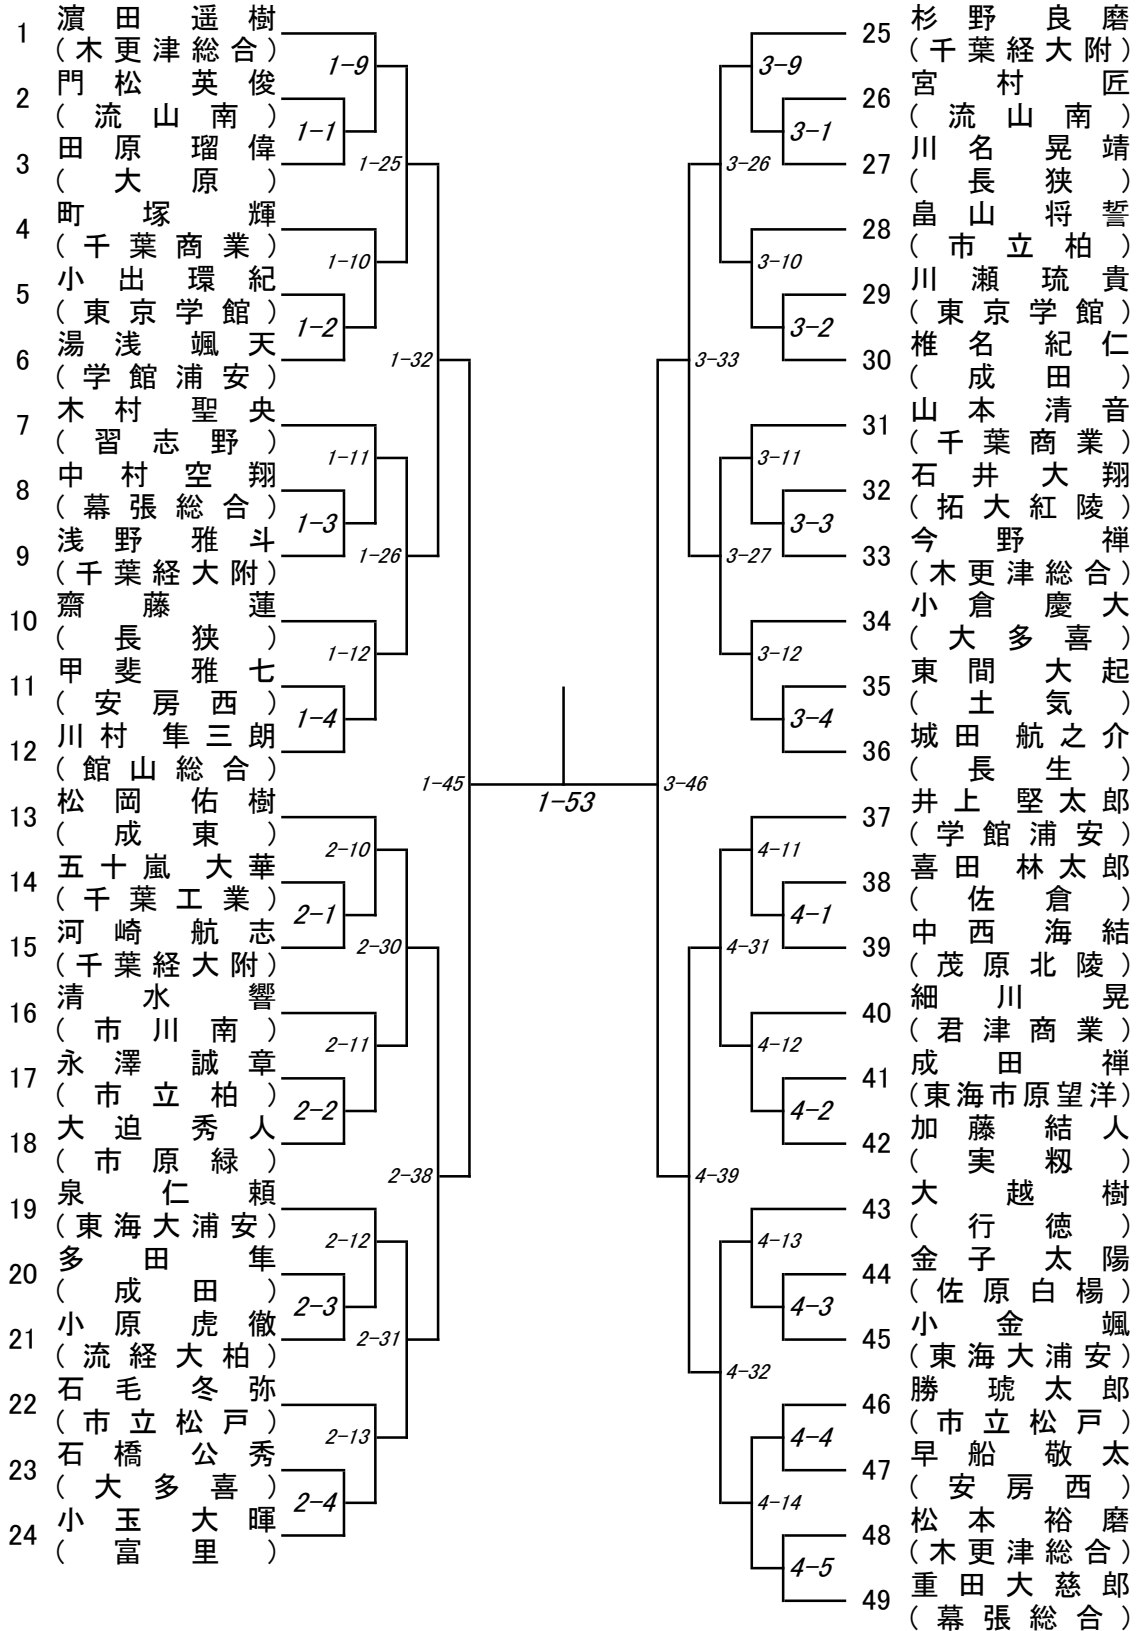 1 濵田 遥樹
(木更津総合)
2 門松 英俊
(流山南)
3 田原 瑠偉
(大原)
4 町塚 輝
(千葉商業)
5 小出 環紀
(東京学館)
6 湯浅 颯天
(学館浦安)
7 木村 聖央
(習志野)
8 中村 空翔
(幕張総合)
9 浅野 雅斗
(千葉経大附)
10 齋藤 蓮
(長狭)
11 甲斐 雅七
(安房西)
12 川村 隼三朗
(館山総合)
13 松岡 佑樹
(成東)
14 五十嵐 大華
(千葉工業)
15 河崎 航志
(千葉経大附)
16 清水 響
(市川南)
17 永澤 誠章
(市立柏)
18 大迫 秀人
(市原緑)
19 泉 仁頼
(東海大浦安)
20 多田 隼
(成田)
21 小原 虎徹
(流経大柏)
22 石毛 冬弥
(市立松戸)
23 石橋 公秀
(大多喜)
24 小玉 大暉
(富里)
1-9
1-1
1-25
1-10
1-2
1-32
1-11
1-3
1-26
1-12
1-4
1-45
2-10
2-1
2-30
2-11
2-2
2-38
2-12
2-3
2-31
2-13
2-4
1-53
3-9
3-1
3-26
3-10
3-2
3-33
3-11
3-3
3-27
3-12
3-4
3-46
4-11
4-1
4-31
4-12
4-2
4-39
4-13
4-3
4-32
4-4
4-14
4-5
25 杉野 良磨
(千葉経大附)
26 宮村 匠
(流山南)
27 川名 晃靖
(長狭)
28 畠山 将誓
(市立柏)
29 川瀬 琉貴
(東京学館)
30 椎名 紀仁
(成田)
31 山本 清音
(千葉商業)
32 石井 大翔
(拓大紅陵)
33 今野 禅
(木更津総合)
34 小倉 慶大
(大多喜)
35 東間 大起
(土気)
36 城田 航之介
(長生)
37 井上 堅太郎
(学館浦安)
38 喜田 林太郎
(佐倉)
39 中西 海結
(茂原北陵)
40 細川 晃
(君津商業)
41 成田 禅
(東海市原望洋)
42 加藤 結人
(実籾)
43 大越 樹
(行徳)
44 金子 太陽
(佐原白楊)
45 小金 颯
(東海大浦安)
46 勝 琥太郎
(市立松戸)
47 早船 敬太
(安房西)
48 松本 裕磨
(木更津総合)
49 重田 大慈郎
(幕張総合)